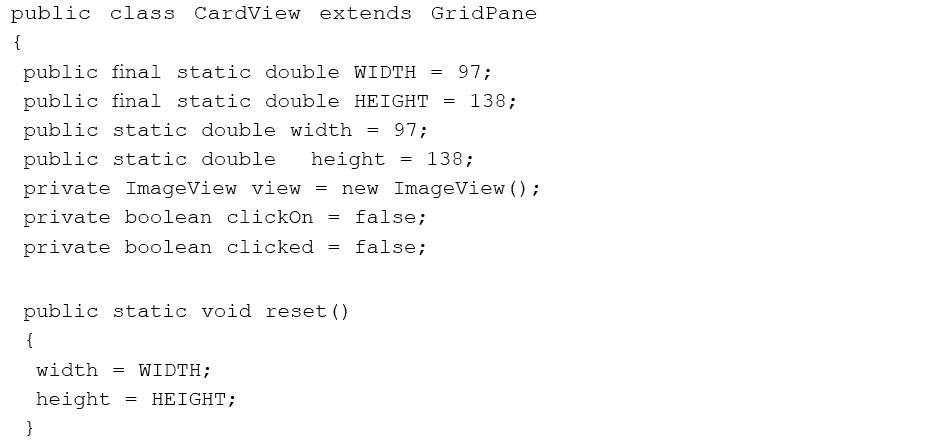 public class CardView extends GridPane
{
public final static double WIDTH = 97;
public final static double HEIGHT = 138;
public static double width = 97;
public static double height = 138;
private ImageView view = new ImageView();
private boolean clickOn = false;
private boolean clicked = false;
public static void reset()
{
width = WIDTH;
height = HEIGHT;
}